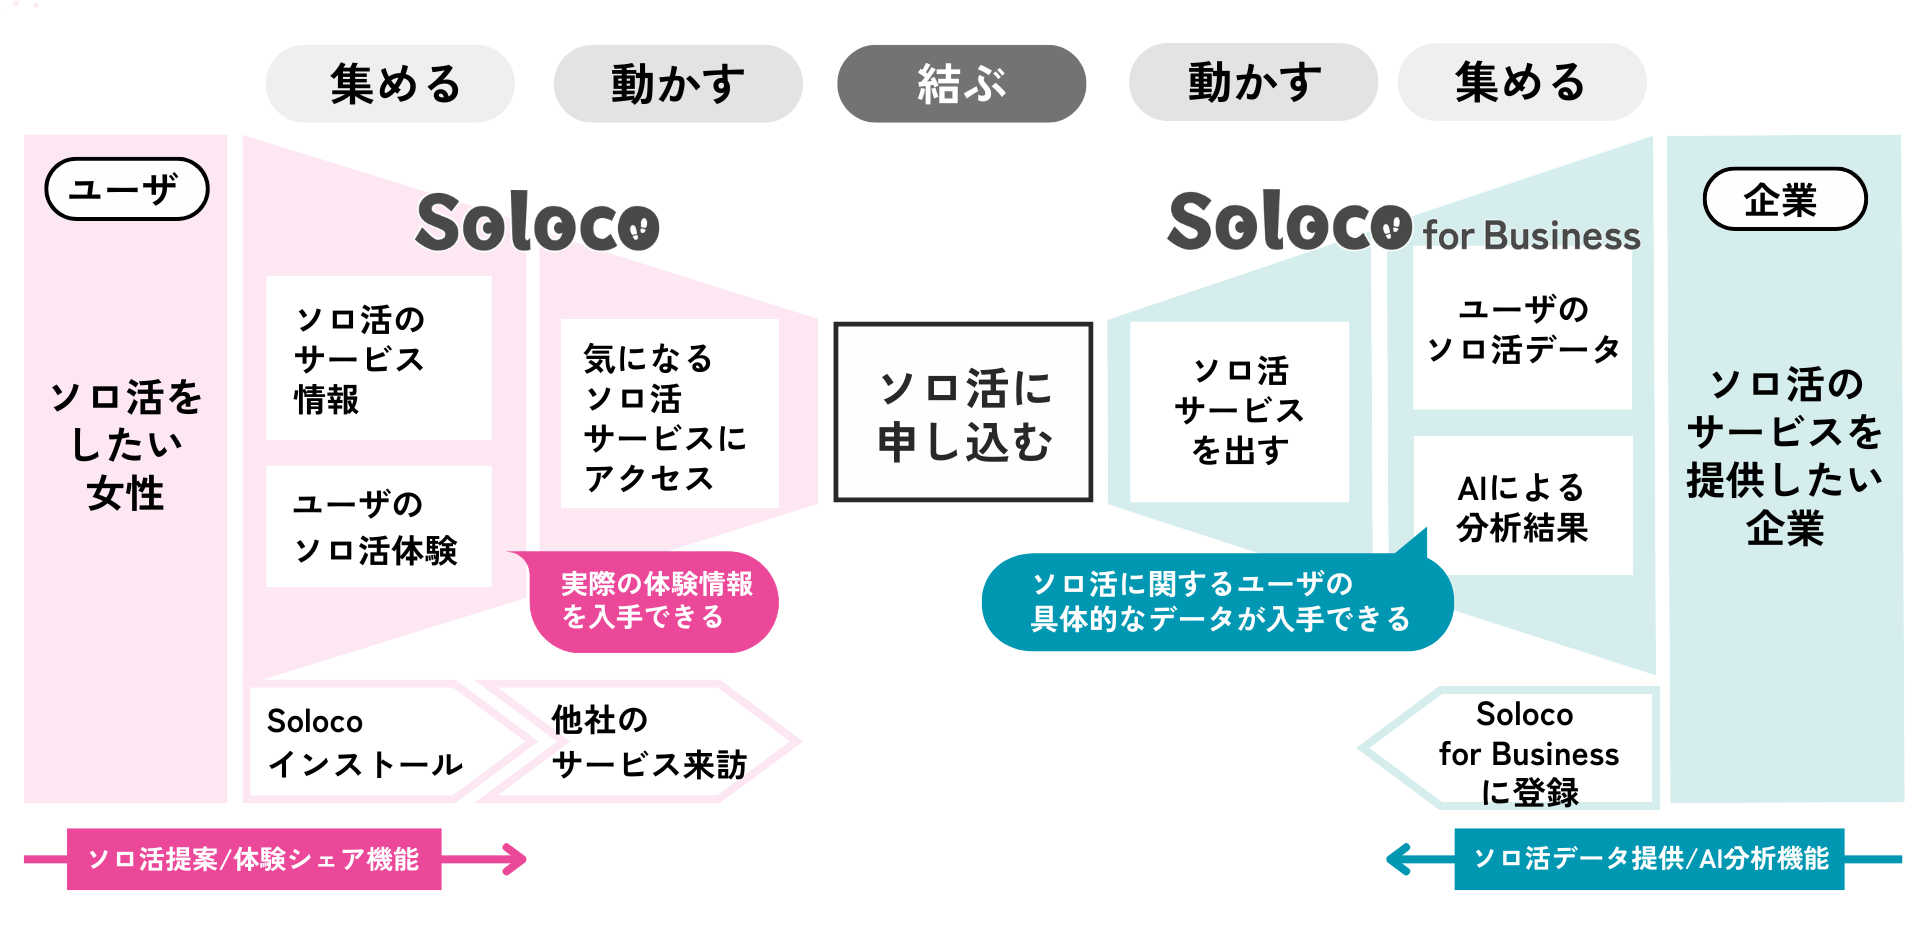 集める
動かす
結ぶ
動かす
集める
ユーザ
ソロ活を
したい
女性
Soloco
ソロ活の
サービス
情報
ユーザの
ソロ活体験
気になる
ソロ活
サービスに
アクセス
実際の体験情報
を入手できる
ソロ活に
申し込む
Soloco for Business
ソロ活
サービス
を出す
ユーザの
ソロ活データ
AIによる
分析結果
ソロ活に関するユーザの
具体的なデータが入手できる
企業
ソロ活の
サービスを
提供したい
企業
Soloco
インストール
他社の
サービス来訪
Soloco
for Business
に登録
ソロ活提案/体験シェア機能
ソロ活データ提供/AI分析機能